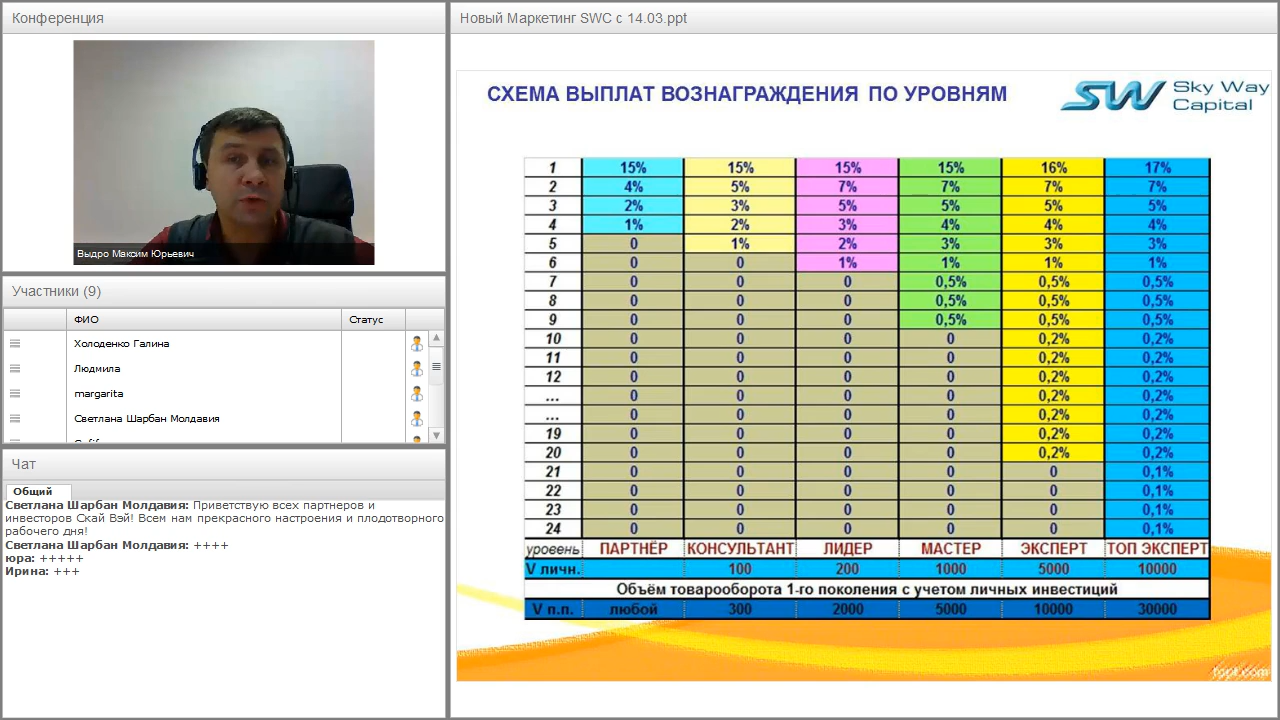 Конференция
Выдро Максим Юрьевич
Участники (9)
ФИО Статус
Холоденко Галина
Людмила
margarita
Светлана Шарбан Молдавия
Чат
Общий
Светлана Шарбан Молдавия: Приветствую всех партнеров и
инвесторов Скай Вэй! Всем нам прекрасного настроения и плодотворного
рабочего дня!
Светлана Шарбан Молдавия: ++++
юра: +++++
Ирина: +++
Новый Маркетинг SWC с 14.03.ppt
СХЕМА ВЫПЛАТ ВОЗНАГРАЖДЕНИЯ ПО УРОВНЯМ
SW Sky Way
Capital
1 15% 15% 15% 15% 16% 17%
2 4% 5% 7% 7% 7% 7%
3 2% 3% 5% 5% 5% 5%
4 1% 2% 3% 4% 4% 4%
5 0 1% 2% 3% 3% 3%
6 0 0 1% 1% 1% 1%
7 0 0 0 0,5% 0,5% 0,5%
8 0 0 0 0,5% 0,5% 0,5%
9 0 0 0 0,5% 0,5% 0,5%
10 0 0 0 0 0,2% 0,2%
11 0 0 0 0 0,2% 0,2%
12 0 0 0 0 0,2% 0,2%
... 0 0 0 0 0,2% 0,2%
... 0 0 0 0 0,2% 0,2%
19 0 0 0 0 0,2% 0,2%
20 0 0 0 0 0,2% 0,2%
21 0 0 0 0 0 0,1%
22 0 0 0 0 0 0,1%
23 0 0 0 0 0 0,1%
24 0 0 0 0 0 0,1%
уровень ПАРТНЁР КОНСУЛЬТАНТ ЛИДЕР МАСТЕР ЭКСПЕРТ ТОП ЭКСПЕРТ
V личн. 100 200 1000 5000 10000
Объём товарооборота 1-го поколения с учетом личных инвестиций
V п.п. любой 300 2000 5000 10000 30000